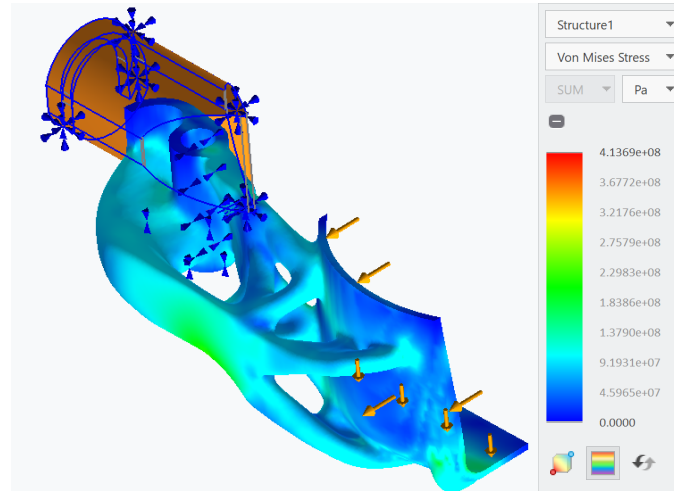 Structure1
Von Mises Stress
SUM Pa
4.1369e+08
3.6772e+08
3.2176e+08
2.7579e+08
2.2983e+08
1.8386e+08
1.3790e+08
9.1931e+07
4.5965e+07
0.0000